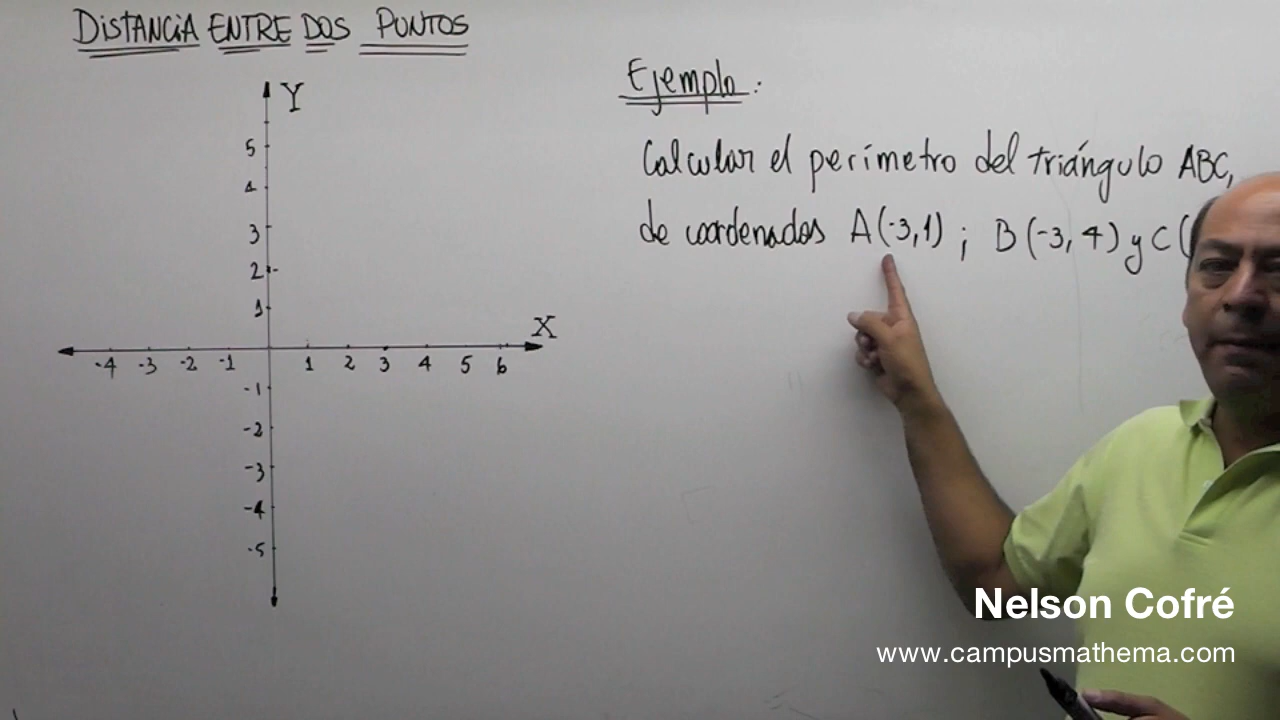 DISTANCIA ENTRE DOS PUNTOS
Y
5
4
3
2
1
X
-4 -3 -2 -1 1 2 3 4 5 6
-1
-2
-3
-4
-5
Ejemplo:
Calcular el perímetro del triángulo ABC,
de coordenadas A(-3,1) ; B(-3,4) y C(
Nelson Cofré
www.campusmathema.com